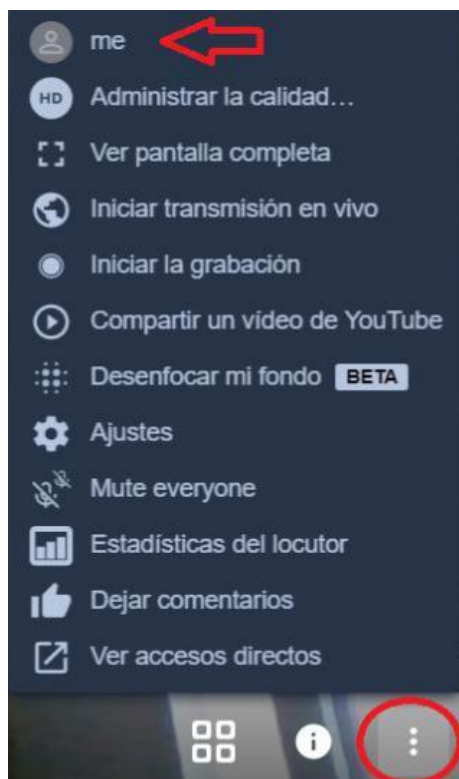 me
HD Administrar la calidad...
Ver pantalla completa
Iniciar transmisión en vivo
Iniciar la grabación
Compartir un vídeo de YouTube
Desenfocar mi fondo BETA
Ajustes
Mute everyone
Estadísticas del locutor
Dejar comentarios
Ver accesos directos